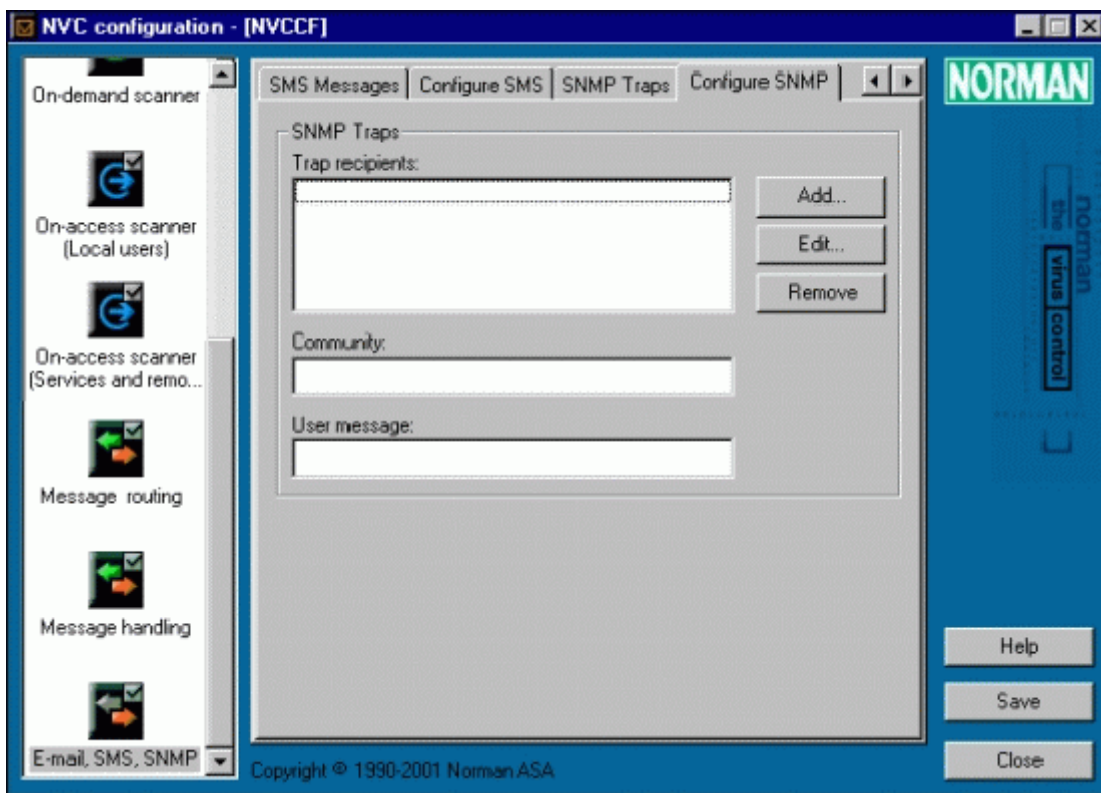 NVC configuration - [NVCCF]
On-demand scanner
On-access scanner
(Local users)
On-access scanner
(Services and remo...
Message routing
Message handling
E-mail, SMS, SNMP
SMS Messages
Configure SMS
SNMP Traps
Configure SNMP
SNMP Traps
Trap recipients:
Add...
Edit...
Remove
Community:
User message:
NORMAN
norman
the virus control
Help
Save
Close
Copyright © 1990-2001 Norman ASA